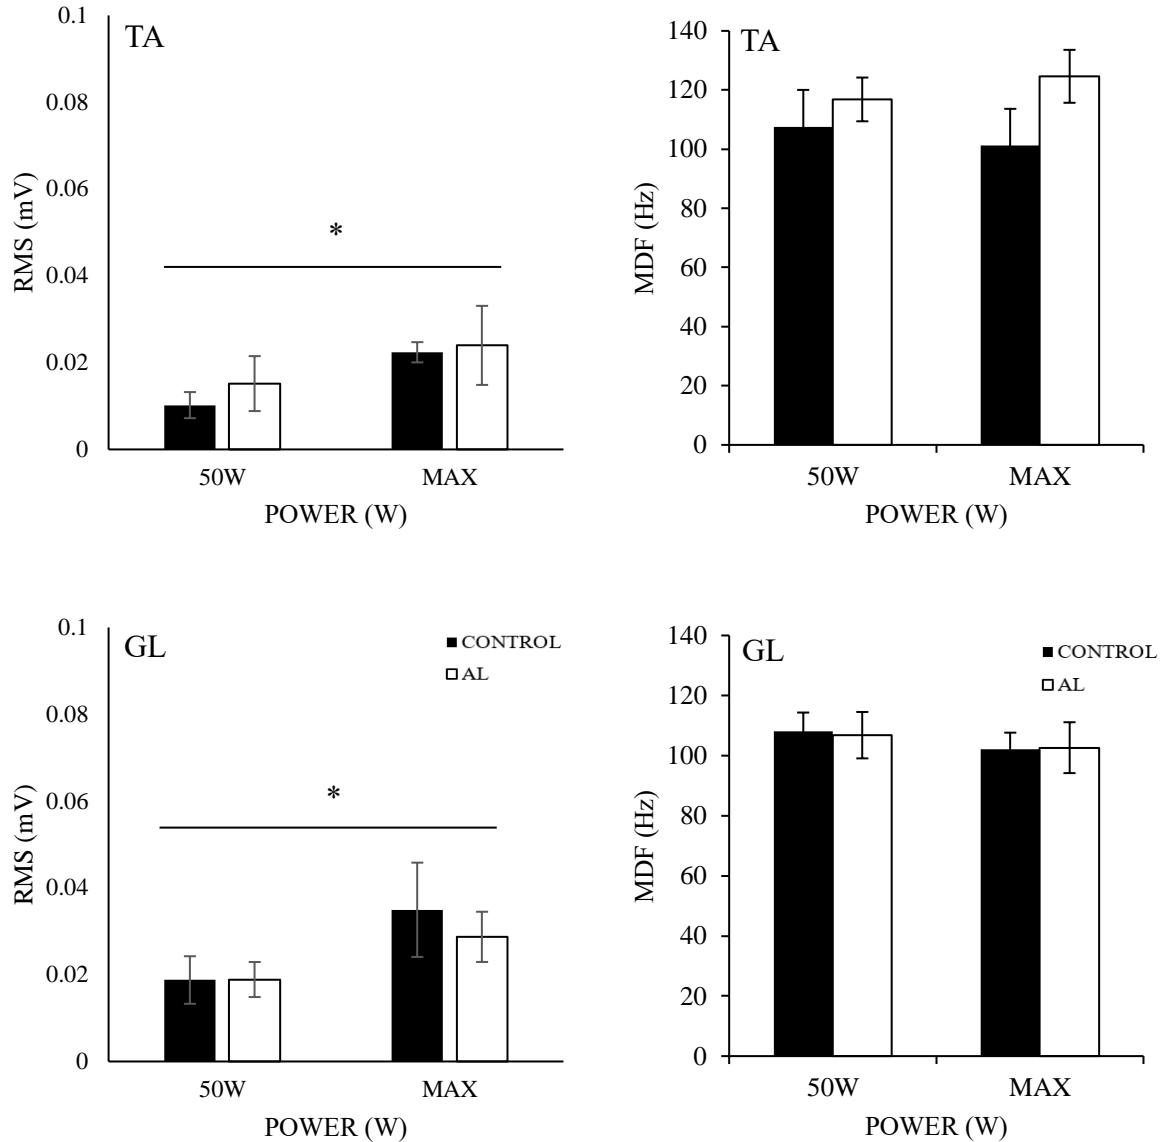 TA
RMS (mV)
0.1
0.08
0.06
0.04
0.02
0
*
50W MAX
POWER (W)
TA
MDF (Hz)
140
120
100
80
60
40
20
0
50W MAX
POWER (W)
GL
RMS (mV)
0.1
0.08
0.06
0.04
0.02
0
CONTROL
AL
*
50W MAX
POWER (W)
GL
MDF (Hz)
140
120
100
80
60
40
20
0
CONTROL
AL
50W MAX
POWER (W)